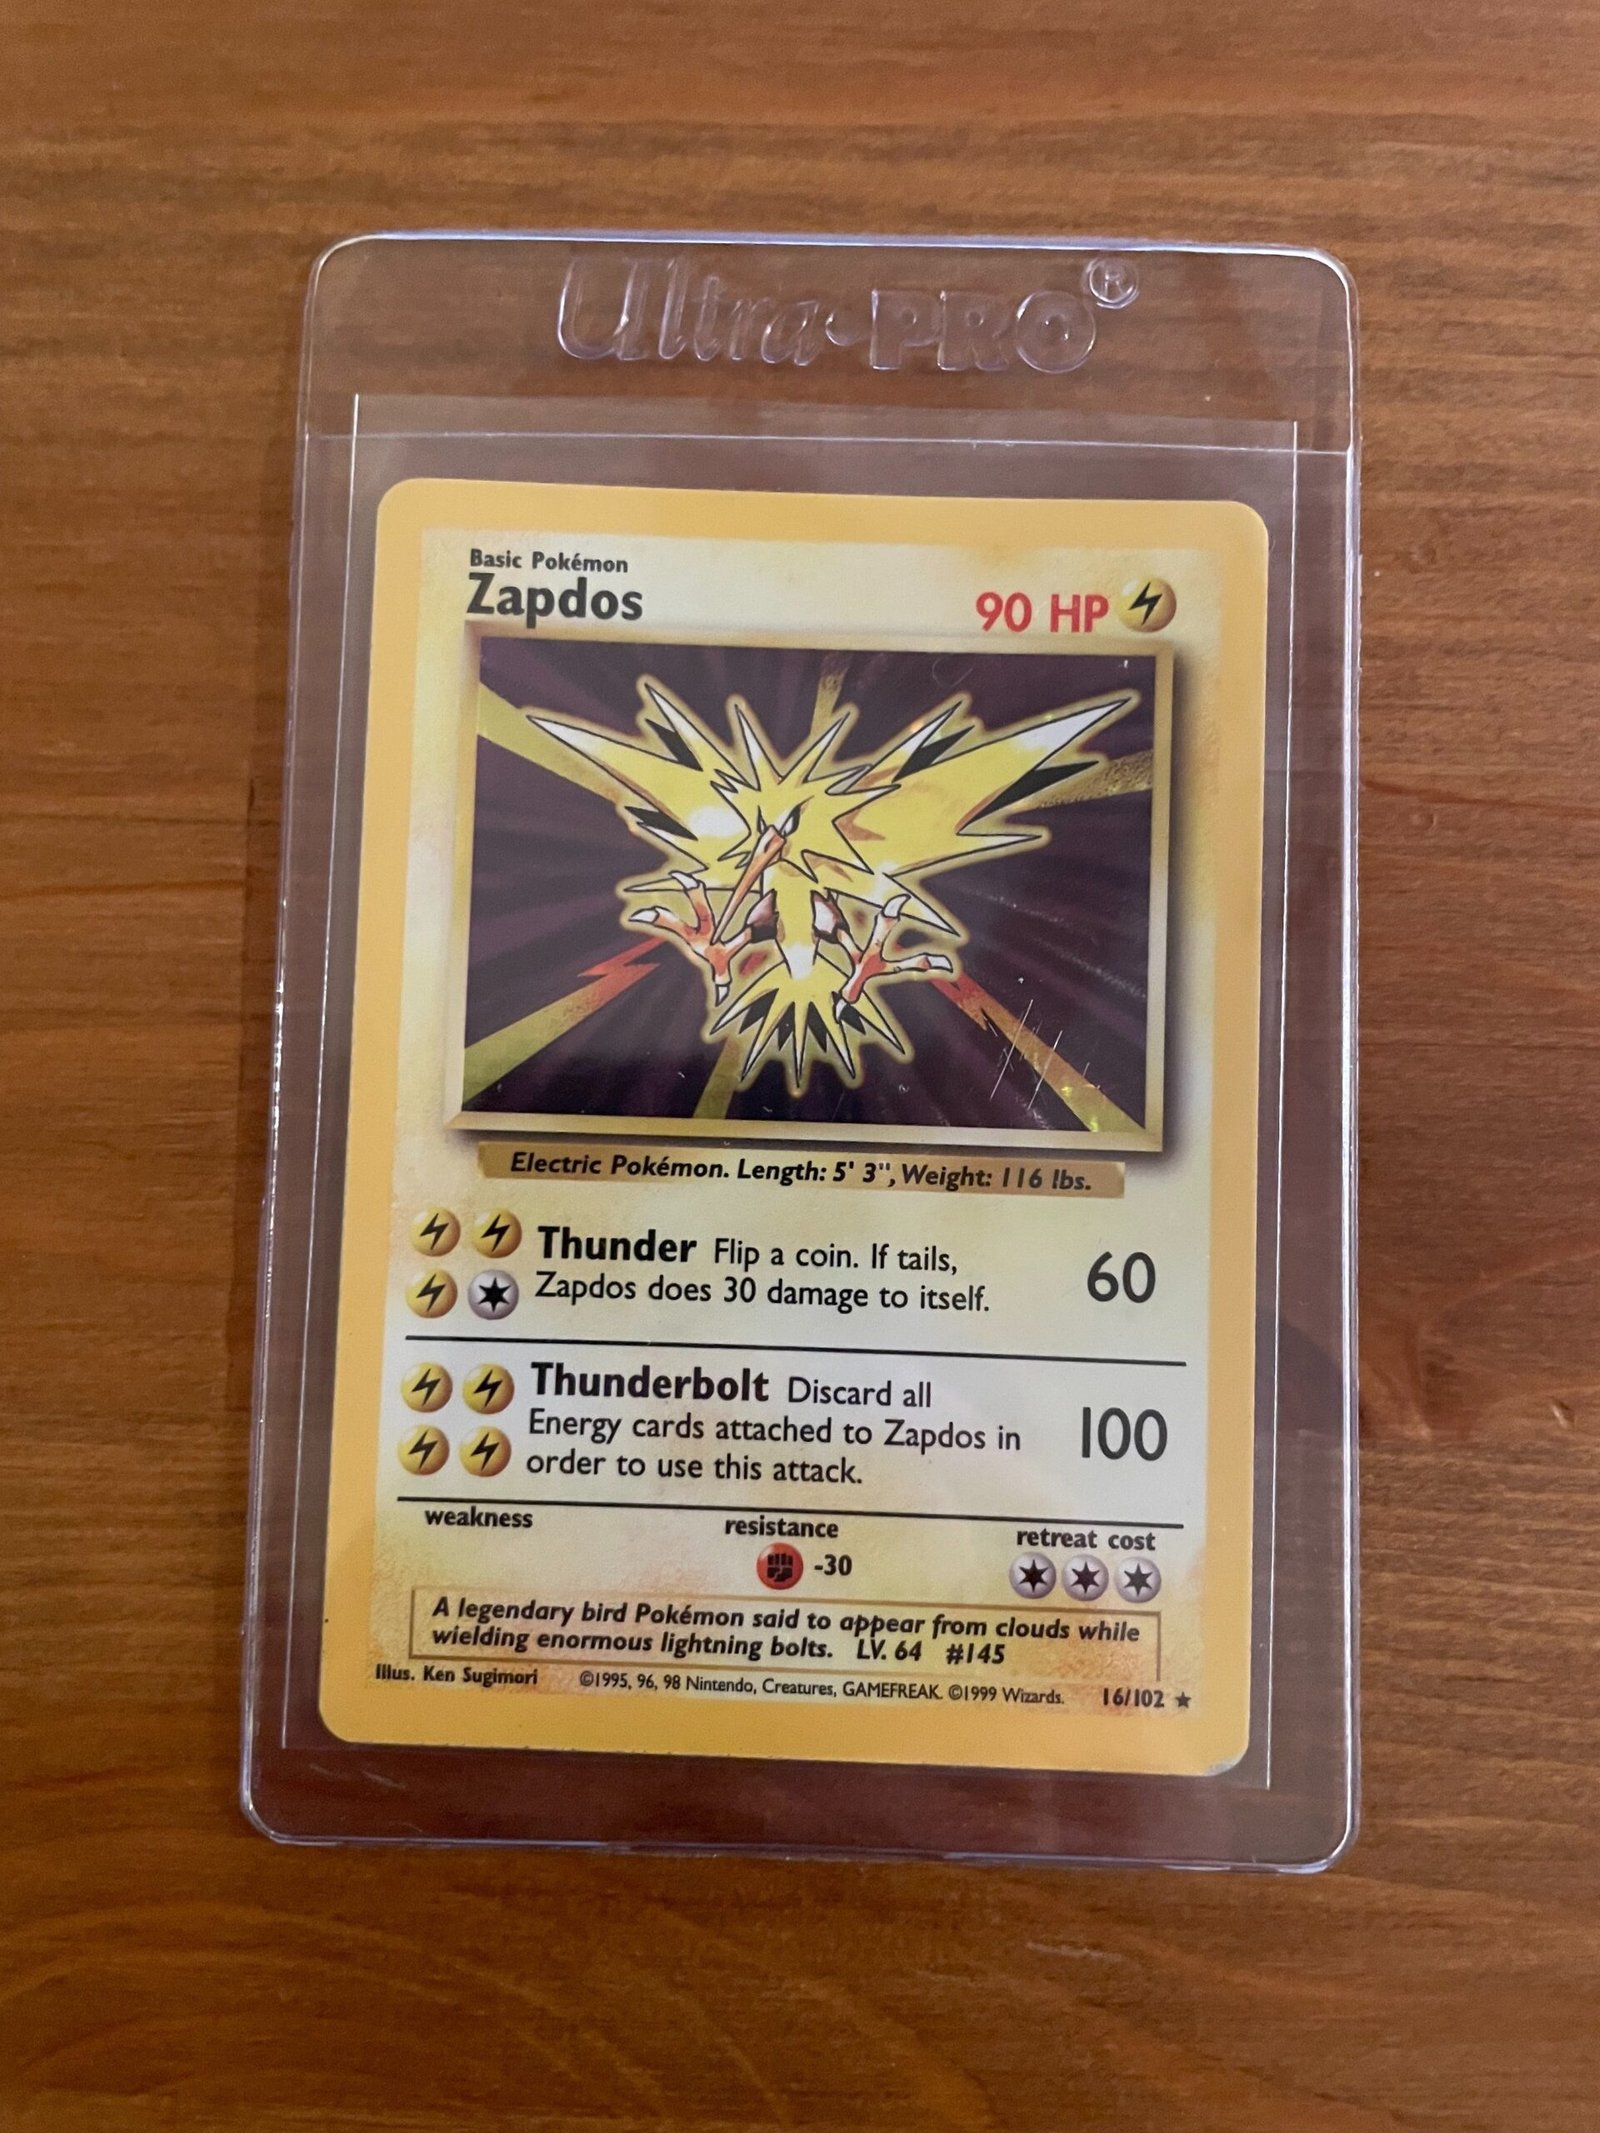 Ultra-PRO®
Basic Pokémon
Zapdos
90 HP
Electric Pokémon. Length: 5' 3", Weight: 116 lbs.
Thunder Flip a coin. If tails,
Zapdos does 30 damage to itself.
60
Thunderbolt Discard all
Energy cards attached to Zapdos in
order to use this attack.
100
weakness
resistance
retreat cost
-30
A legendary bird Pokémon said to appear from clouds while
wielding enormous lightning bolts. LV. 64 #145
Illus. Ken Sugimori ©1995, 96, 98 Nintendo, Creatures, GAMEFREAK. ©1999 Wizards. 16/102 ★